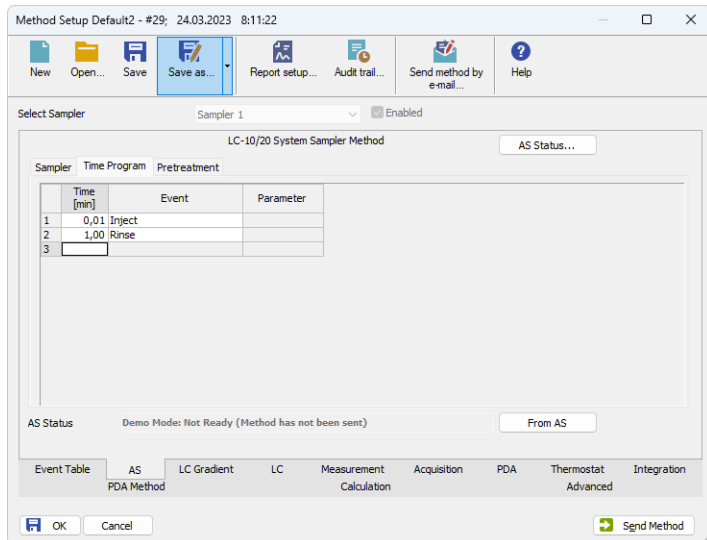 Method Setup Default2 - #29; 24.03.2023 8:11:22
New Open... Save Save as... Report setup... Audit trail... Send method by e-mail... Help
Select Sampler Sampler 1 Enabled
LC-10/20 System Sampler Method AS Status...
Sampler Time Program Pretreatment
Time [min] Event Parameter
1 0,01 Inject
2 1,00 Rinse
3
AS Status Demo Mode: Not Ready (Method has not been sent) From AS
Event Table AS LC Gradient LC Measurement Acquisition PDA Thermostat Integration
PDA Method Calculation Advanced
OK Cancel Send Method